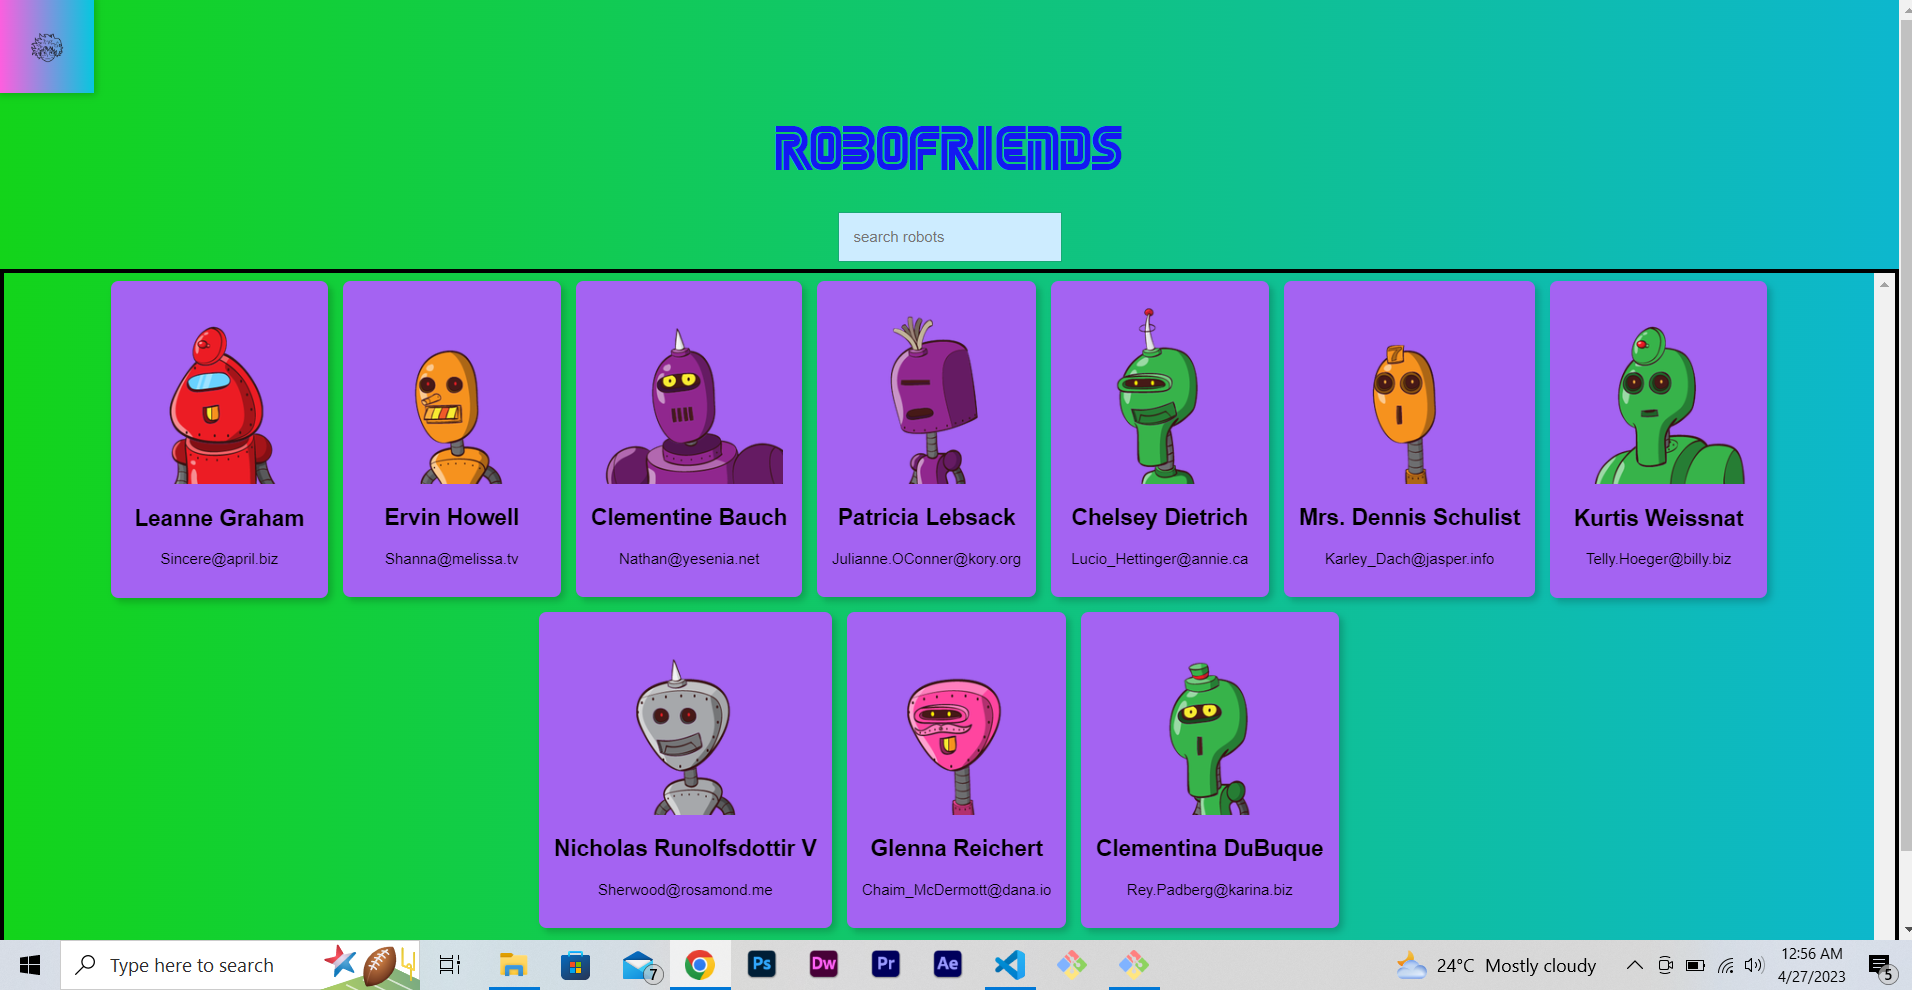 ROBOFRIENDS
search robots
Leanne Graham
Sincere@april.biz
Ervin Howell
Shanna@melissa.tv
Clementine Bauch
Nathan@yesenia.net
Patricia Lebsack
Julianne.OConner@kory.org
Chelsey Dietrich
Lucio_Hettinger@annie.ca
7
Mrs. Dennis Schulist
Karley_Dach@jasper.info
Kurtis Weissnat
Telly.Hoeger@billy.biz
Nicholas Runolfsdottir V
Sherwood@rosamond.me
Glenna Reichert
Chaim_McDermott@dana.io
Clementina DuBuque
Rey.Padberg@karina.biz
Type here to search
7
Ps
Dw
Pr
Ae
24°C Mostly cloudy
12:56 AM
4/27/2023
5